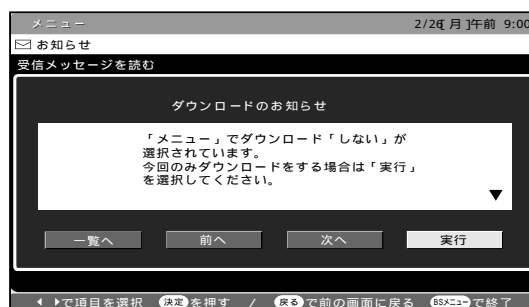 メニュー 2/26[月]午前 9:00
お知らせ
受信メッセージを読む
ダウンロードのお知らせ
「メニュー」でダウンロード「しない」が
選択されています。
今回のみダウンロードをする場合は「実行」
を選択してください。
一覧へ 前へ 次へ 実行
で項目を選択 決定を押す / 戻るで前の画面に戻る BSメニューで終了